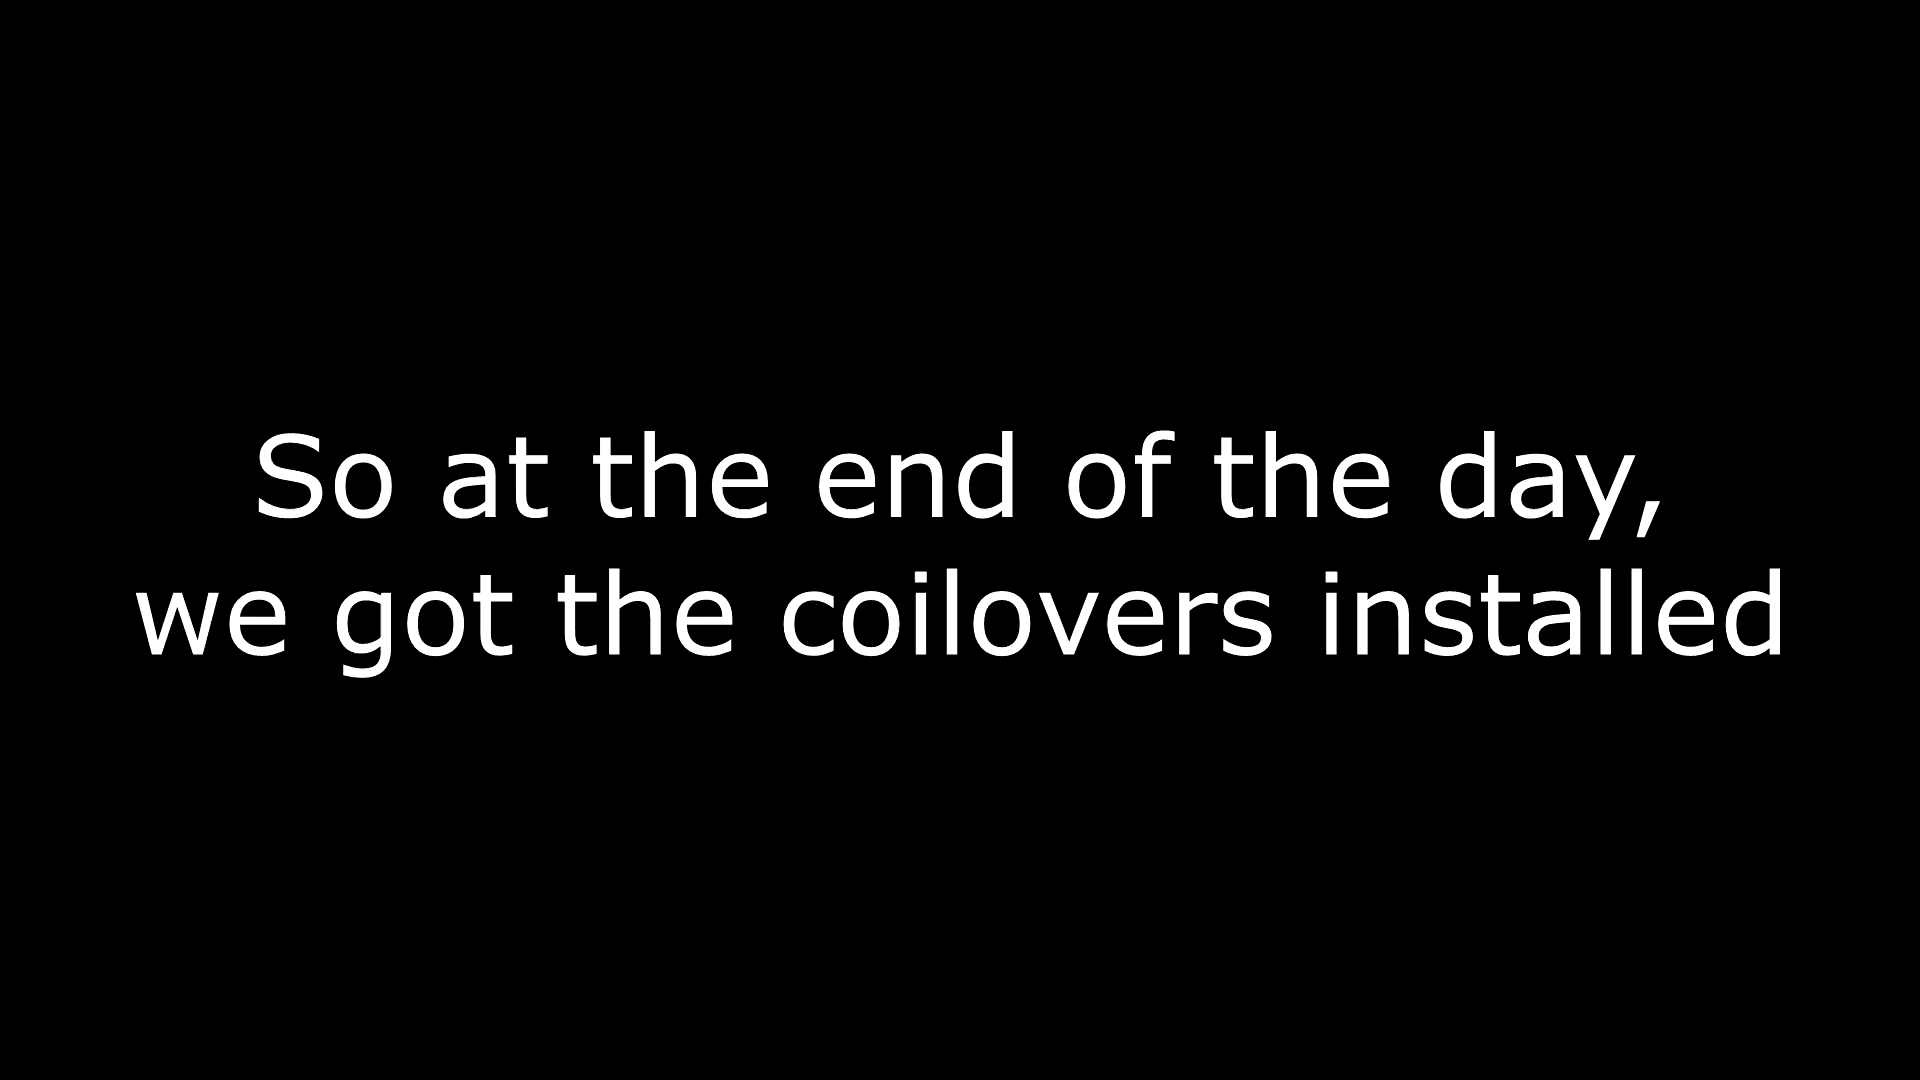 So at the end of the day,
we got the coilovers installed